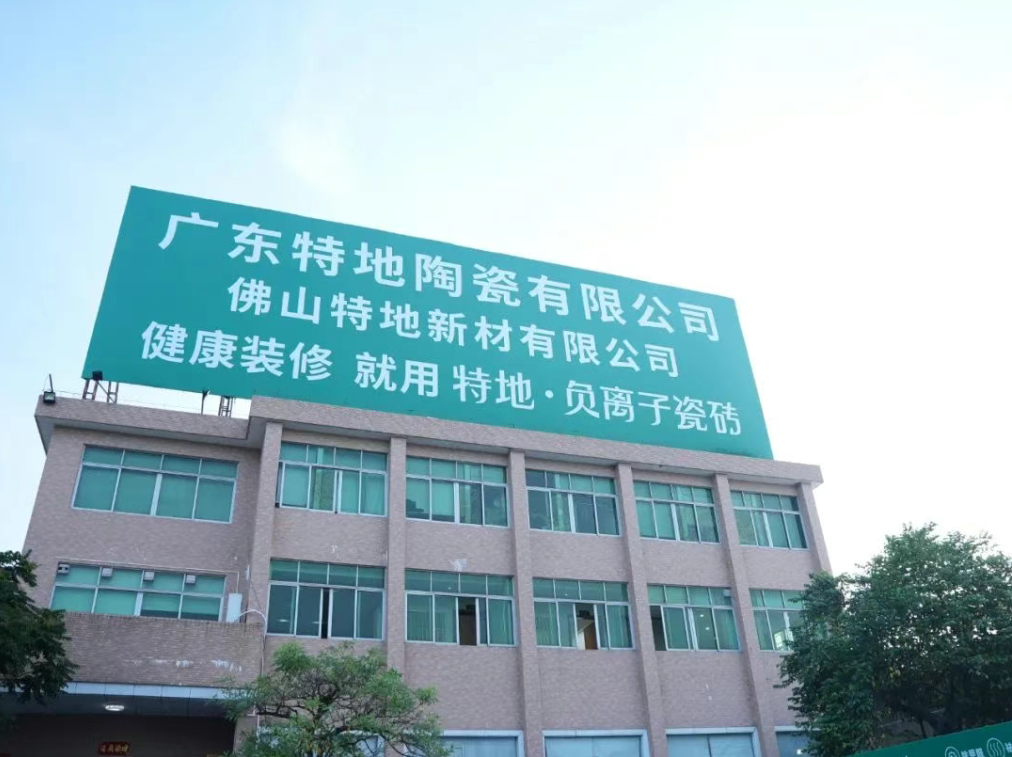 广东特地陶瓷有限公司
佛山特地新材有限公司
健康装修 就用 特地·负离子瓷砖